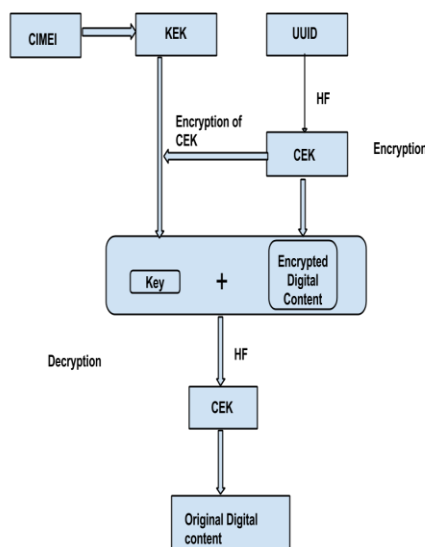 CIMEI
KEK
UUID
HF
Encryption of
CEK
CEK
Encryption
Key
+
Encrypted
Digital
Content
Decryption
HF
CEK
Original Digital
content